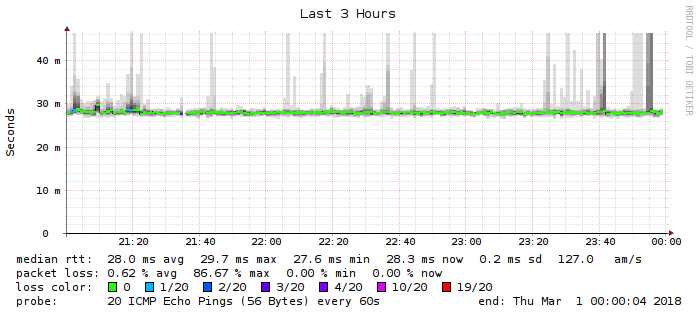 Last 3 Hours
RRDTOOL / TOBI OETIKER
Seconds
40 m
30 m
20 m
10 m
0
21:20 21:40 22:00 22:20 22:40 23:00 23:20 23:40 00:00
median rtt: 28.0 ms avg 29.7 ms max 27.6 ms min 28.3 ms now 0.2 ms sd 127.0 am/s
packet loss: 0.62 % avg 86.67 % max 0.00 % min 0.00 % now
loss color: 0 1/20 2/20 3/20 4/20 10/20 19/20
probe: 20 ICMP Echo Pings (56 Bytes) every 60s end: Thu Mar 1 00:00:04 2018